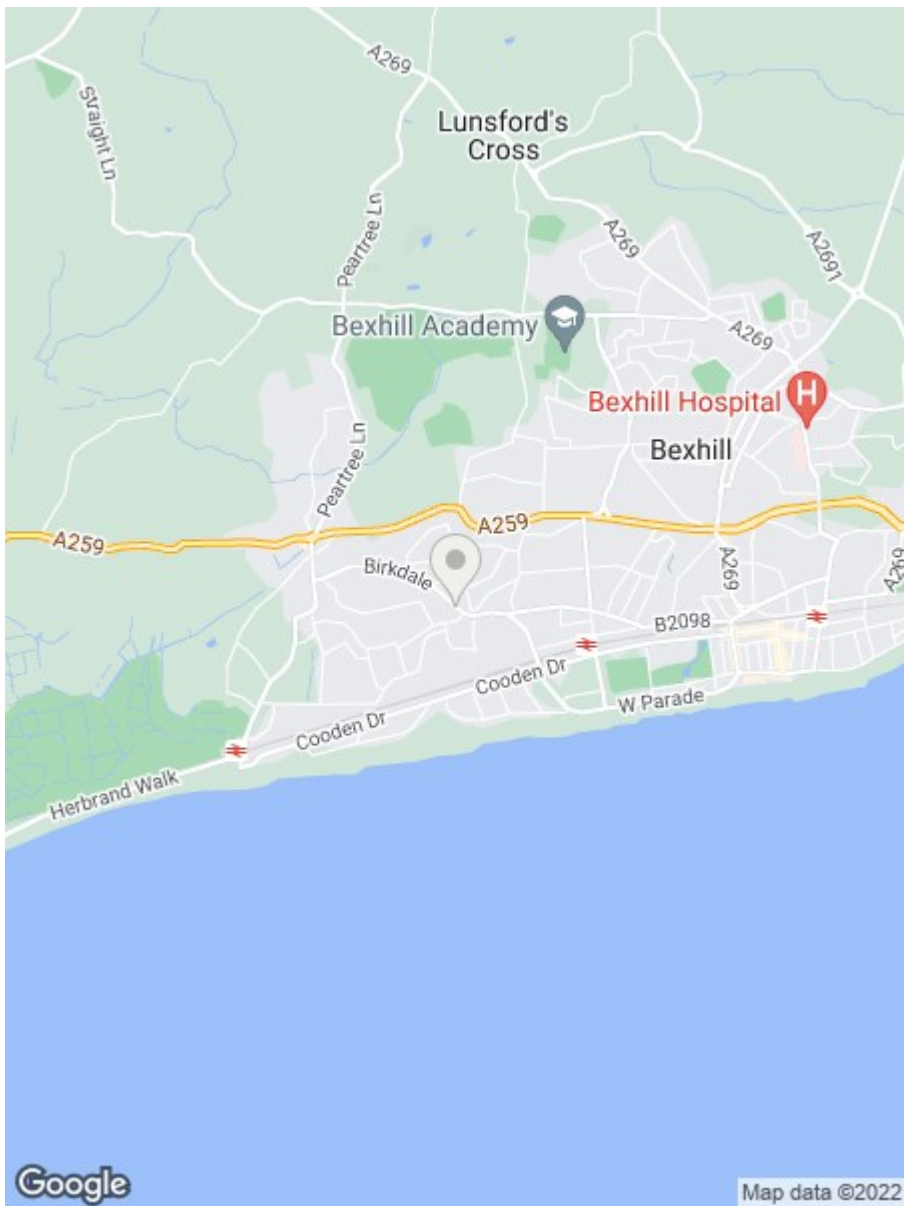 A269
Straight Ln
Lunsford's
Cross
Peartree Ln
A269
A2691
Bexhill Academy
A269
Bexhill Hospital
H
Bexhill
Peartree Ln
A259
A259
Birkdale
A269
A269
B2098
Cooden Dr
W Parade
Cooden Dr
Herbrand Walk
Google
Map data ©2022